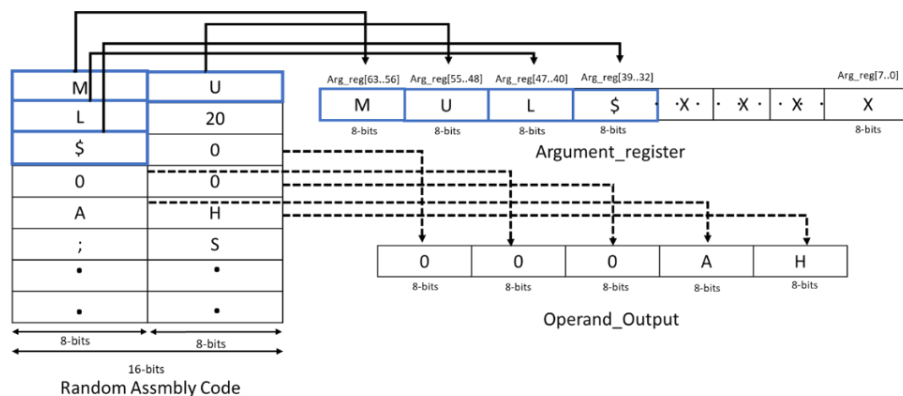 Arg_reg[63..56] Arg_reg[55..48] Arg_reg[47..40] Arg_reg[39..32] Arg_reg[7..0]
M U
M U L $ X X X X
L 20
8-bits 8-bits 8-bits 8-bits 8-bits
$ 0
Argument_register
0 0
A H
; S
0 0 0 A H
8-bits 8-bits 8-bits 8-bits 8-bits
Operand_Output
8-bits 8-bits
16-bits
Random Assmbly Code